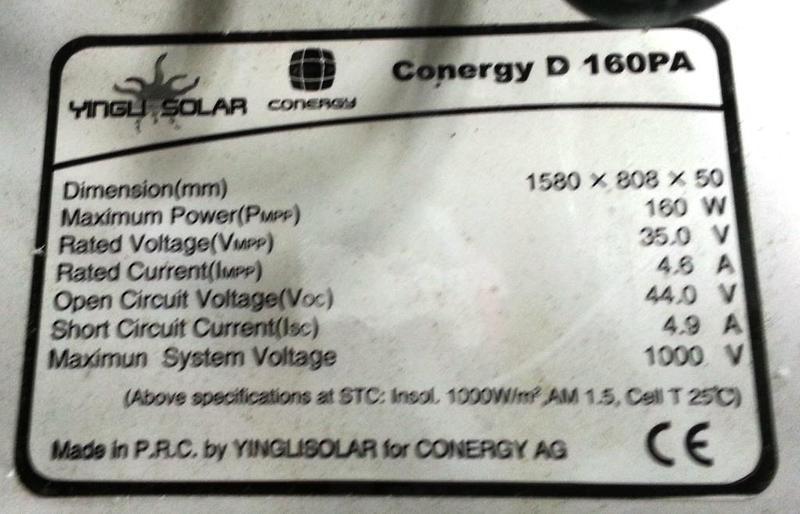 YINGLI SOLAR CONERGY Conergy D 160PA
Dimension(mm) 1580 × 808 × 50
Maximum Power(PMPP) 160 W
Rated Voltage(VMPP) 35.0 V
Rated Current(IMPP) 4.6 A
Open Circuit Voltage(VOC) 44.0 V
Short Circuit Current(ISC) 4.9 A
Maximun System Voltage 1000 V
(Above specifications at STC: Insol. 1000W/m², AM 1.5, Cell T 25℃)
Made in P.R.C. by YINGLISOLAR for CONERGY AG CE